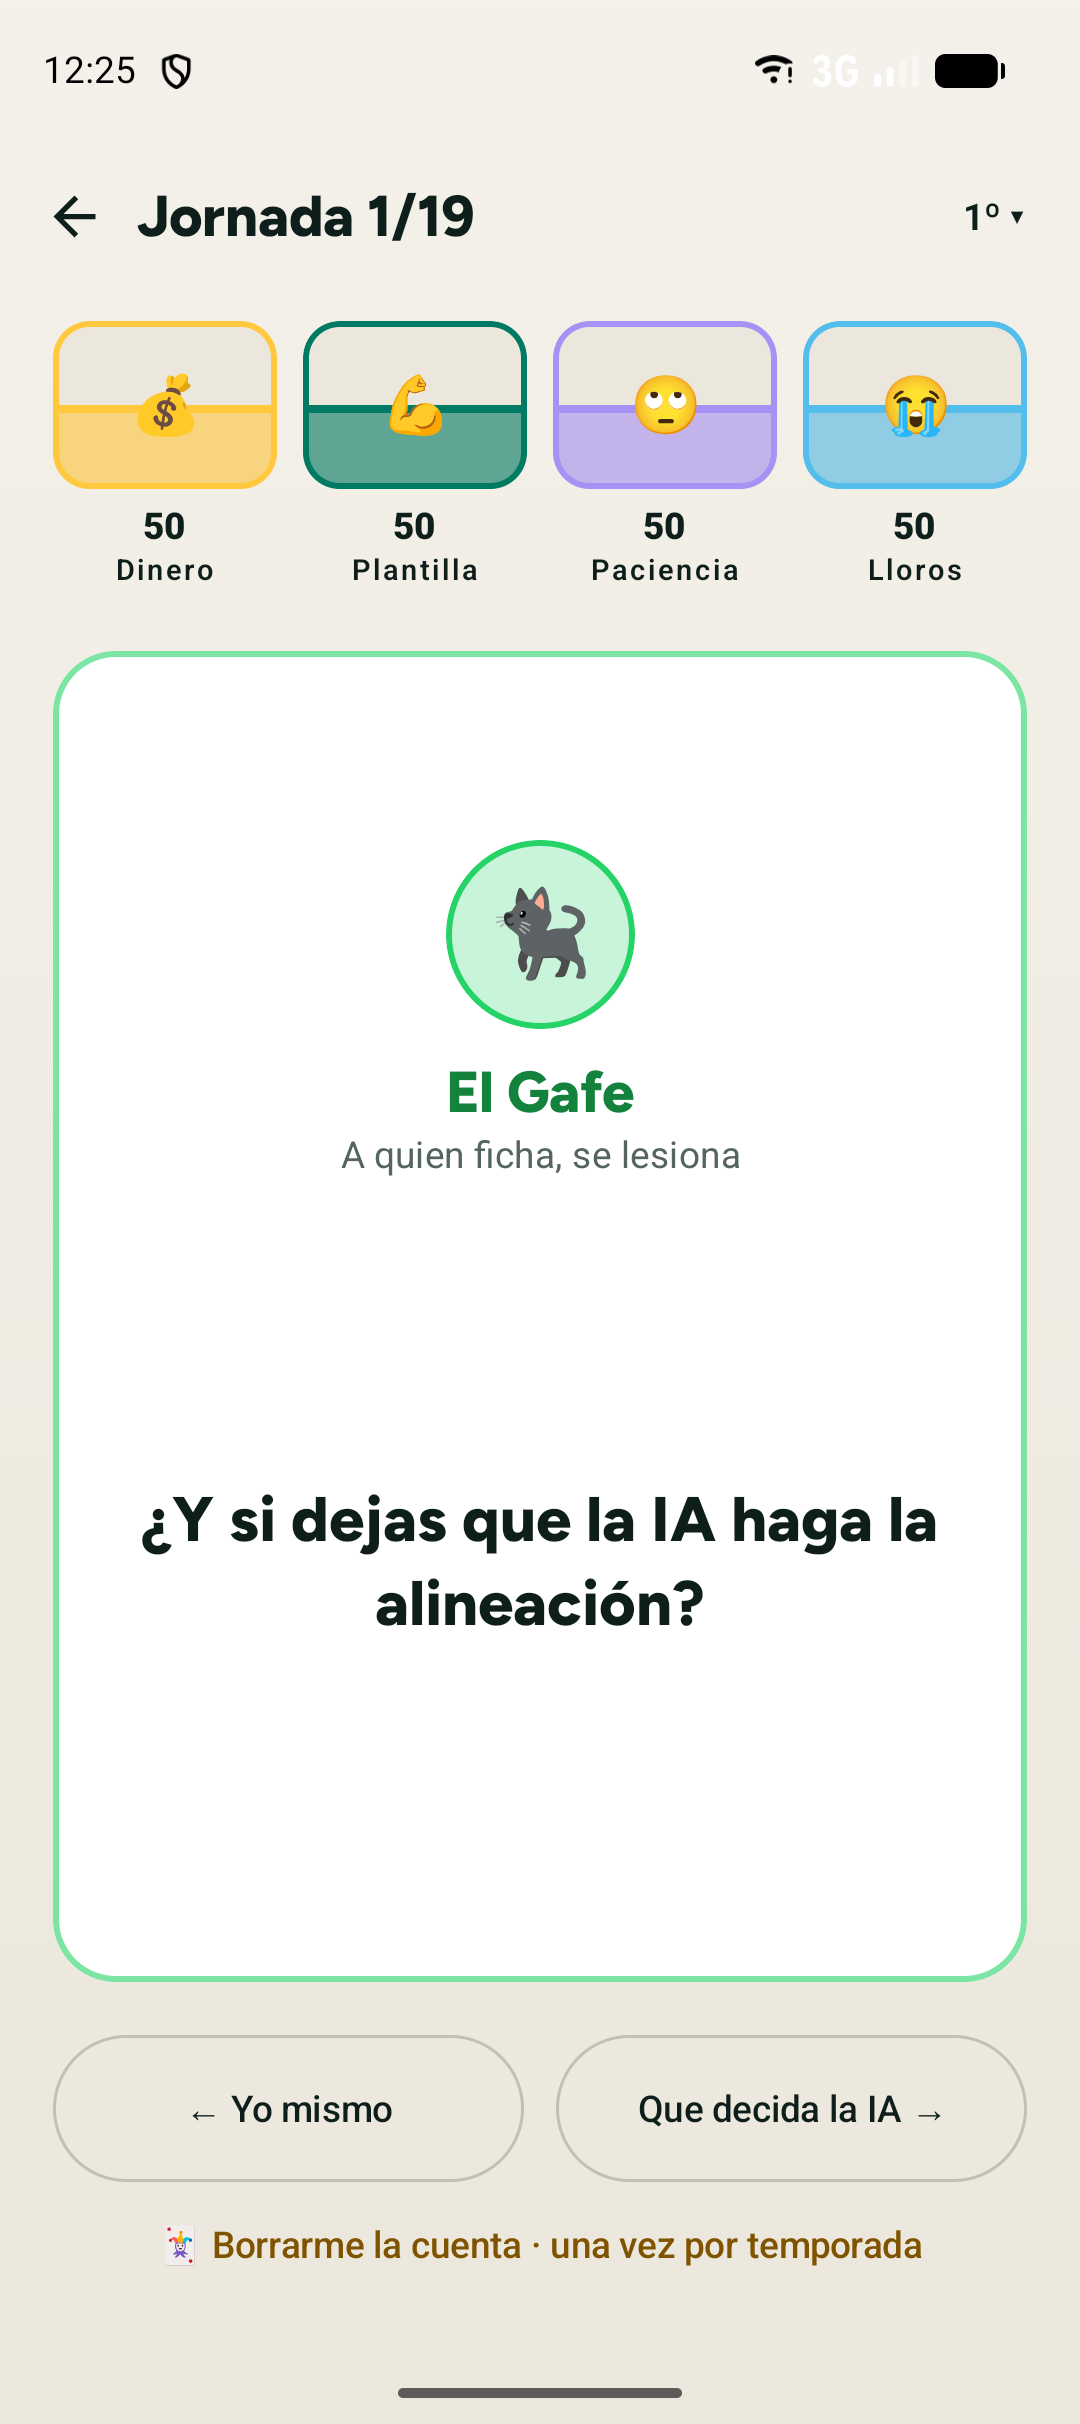 12:25
3G
Jornada 1/19
1º ▾
50
Dinero
50
Plantilla
50
Paciencia
50
Lloros
El Gafe
A quien ficha, se lesiona
¿Y si dejas que la IA haga la
alineación?
← Yo mismo
Que decida la IA →
Borrarme la cuenta · una vez por temporada